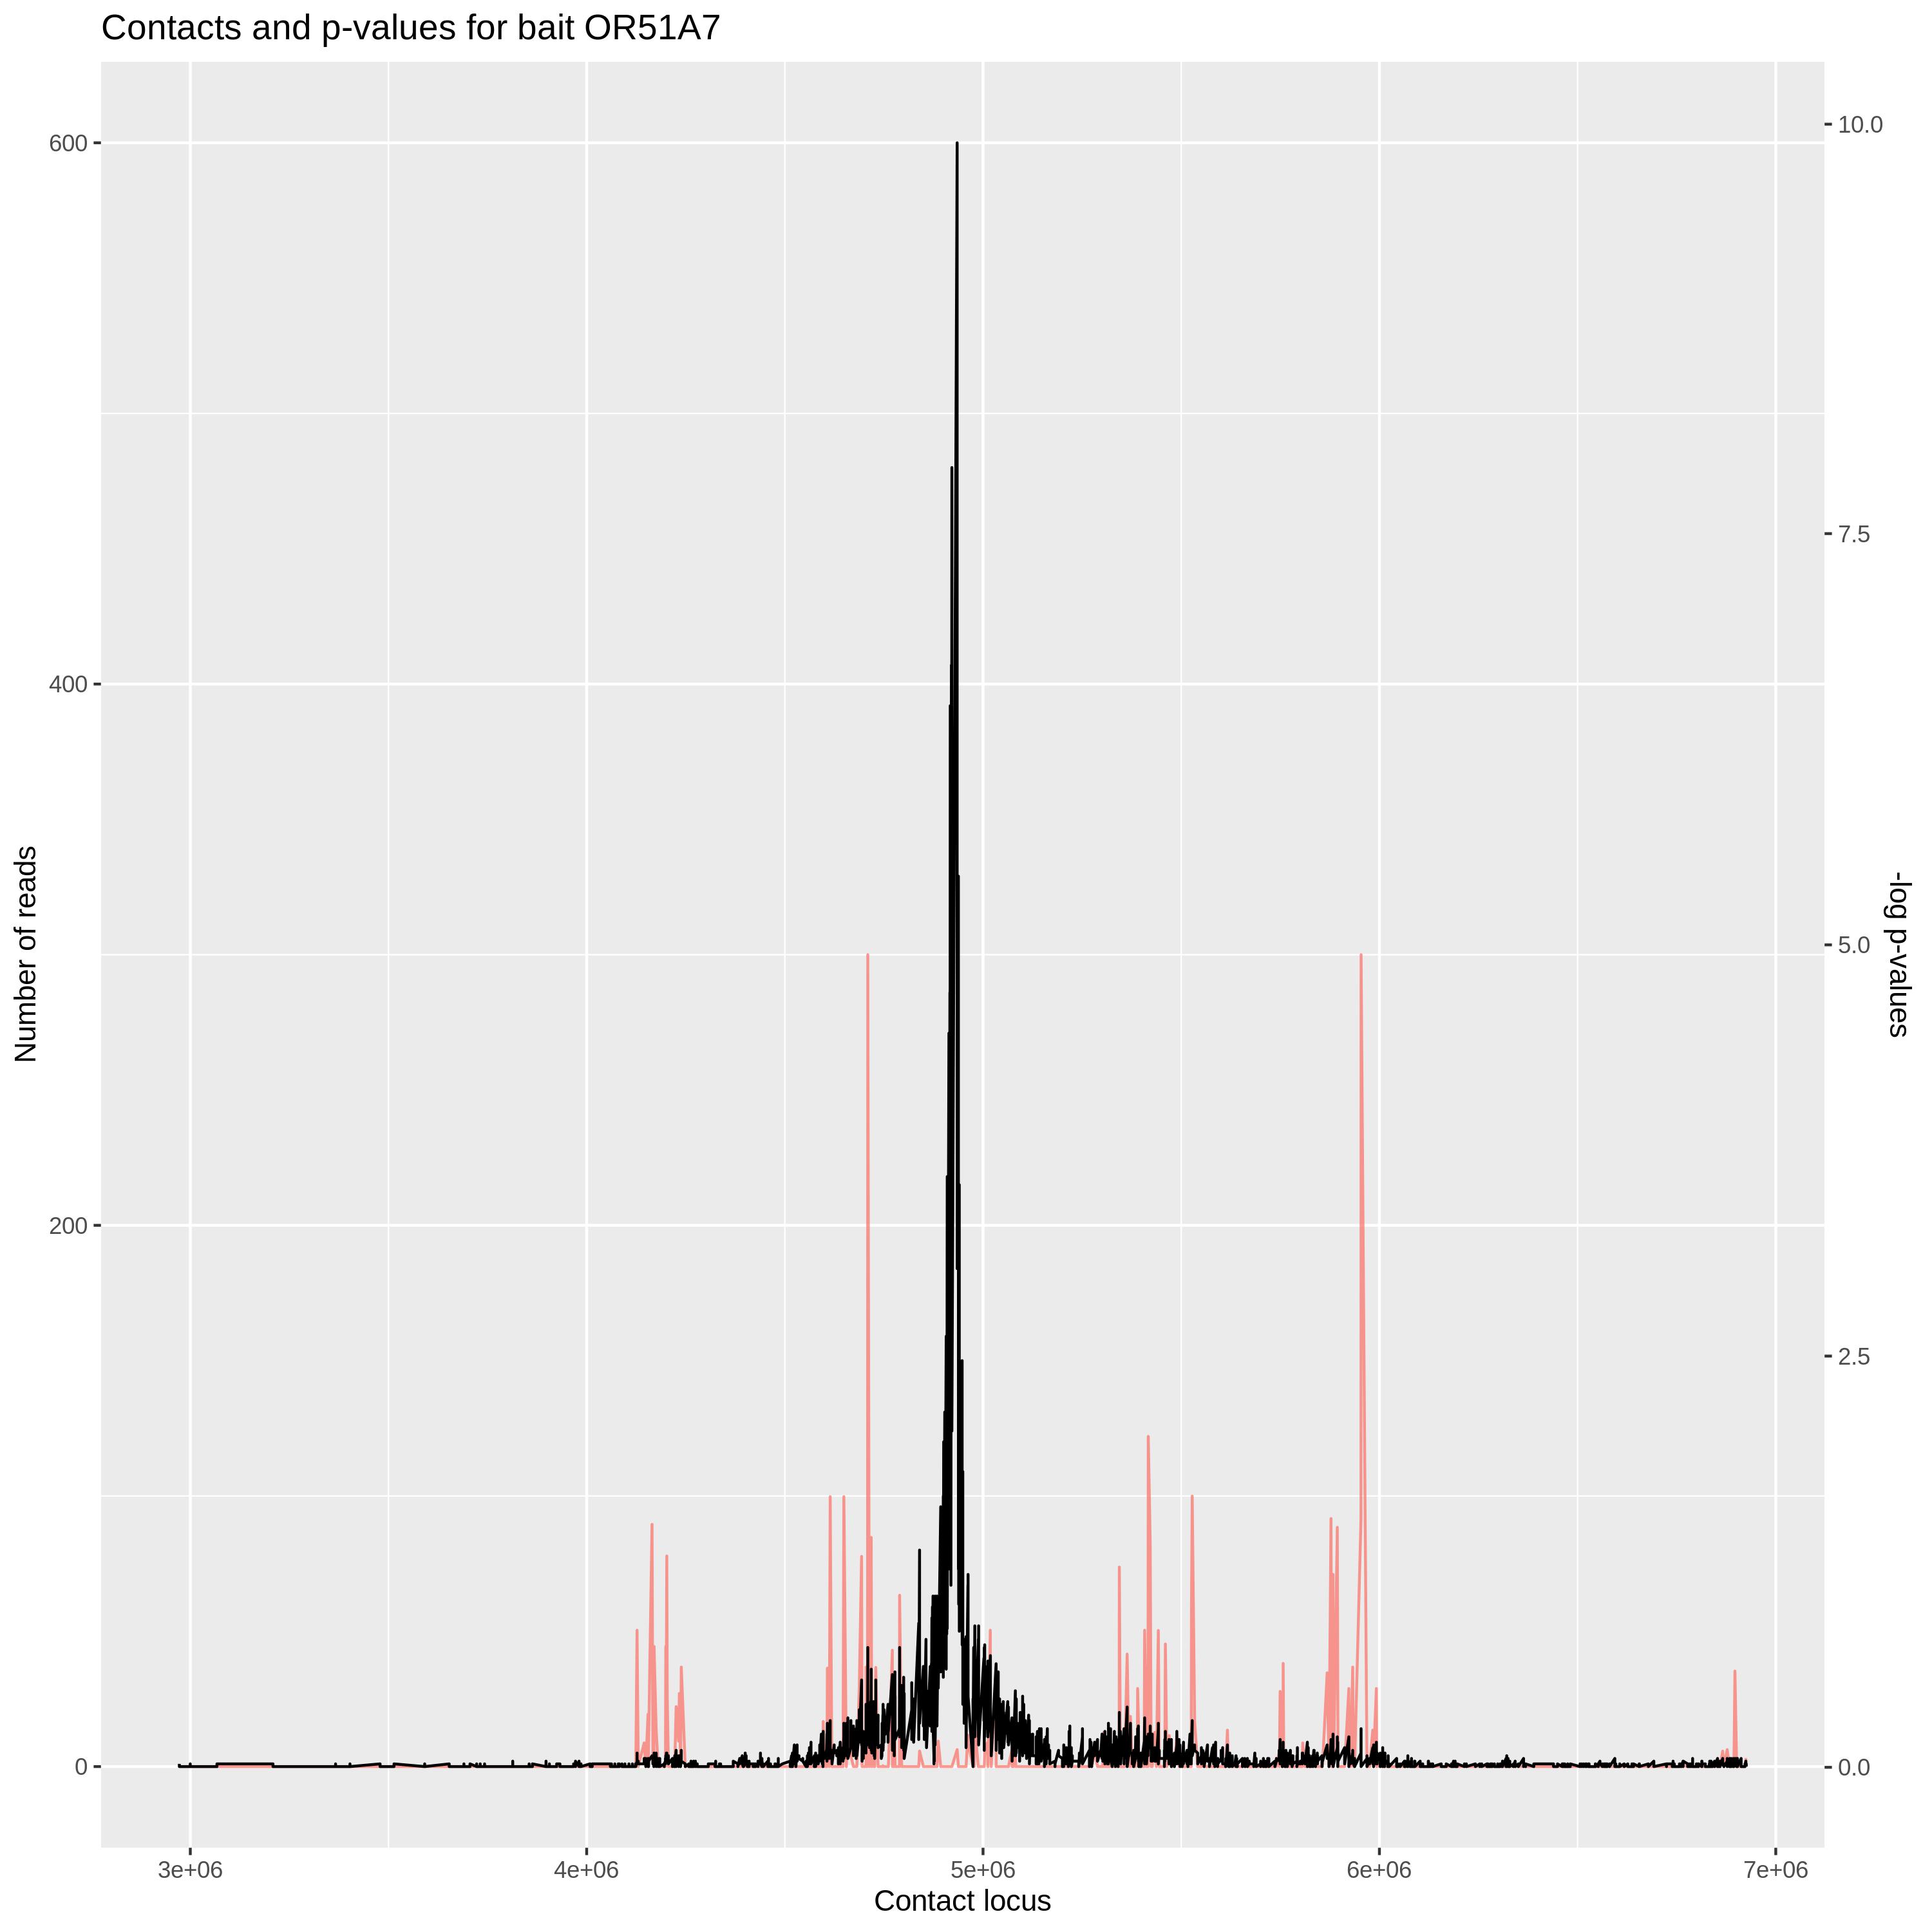 Contacts and p-values for bait OR51A7
600
400
200
0
Number of reads
10.0
7.5
5.0
2.5
0.0
-log p-values
3e+06
4e+06
5e+06
6e+06
7e+06
Contact locus